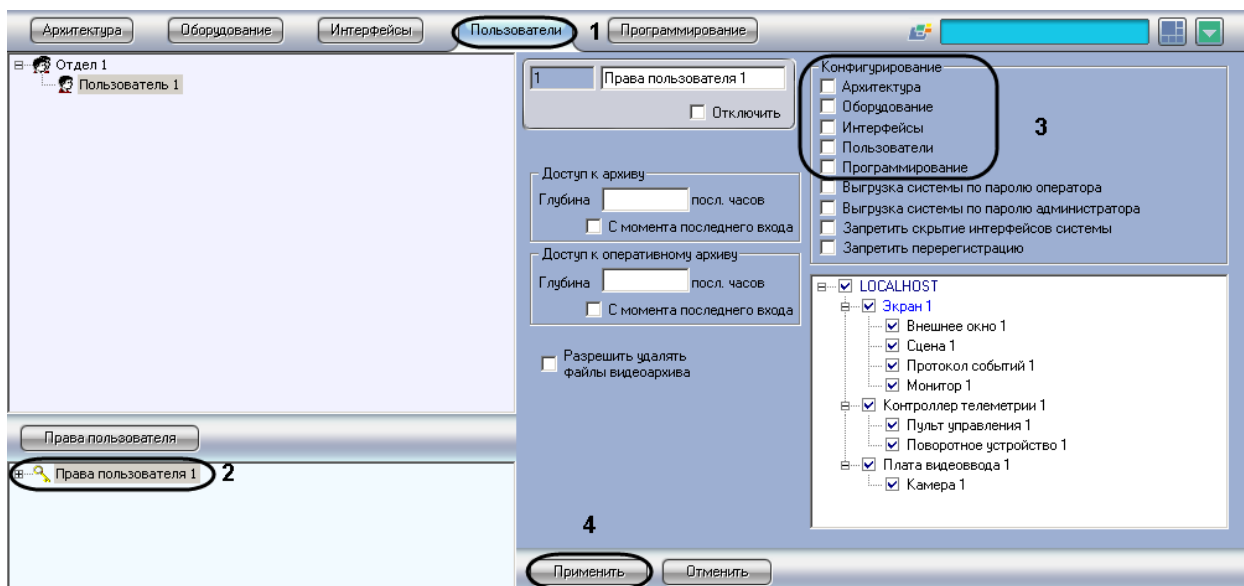 Архитектура Оборудование Интерфейсы Пользователи 1 Программирование
Отдел 1
Пользователь 1
1 Права пользователя 1
Отключить
Доступ к архиву
Глубина посл. часов
С момента последнего входа
Доступ к оперативному архиву
Глубина посл. часов
С момента последнего входа
Разрешить удалять
файлы видеоархива
Конфигурирование
Архитектура
Оборудование
Интерфейсы
3
Пользователи
Программирование
Выгрузка системы по паролю оператора
Выгрузка системы по паролю администратора
Запретить скрытие интерфейсов системы
Запретить перерегистрацию
LOCALHOST
Экран 1
Внешнее окно 1
Сцена 1
Протокол событий 1
Монитор 1
Контроллер телеметрии 1
Пульт управления 1
Поворотное устройство 1
Плата видеоввода 1
Камера 1
Права пользователя
Права пользователя 1 2
4
Применить Отменить